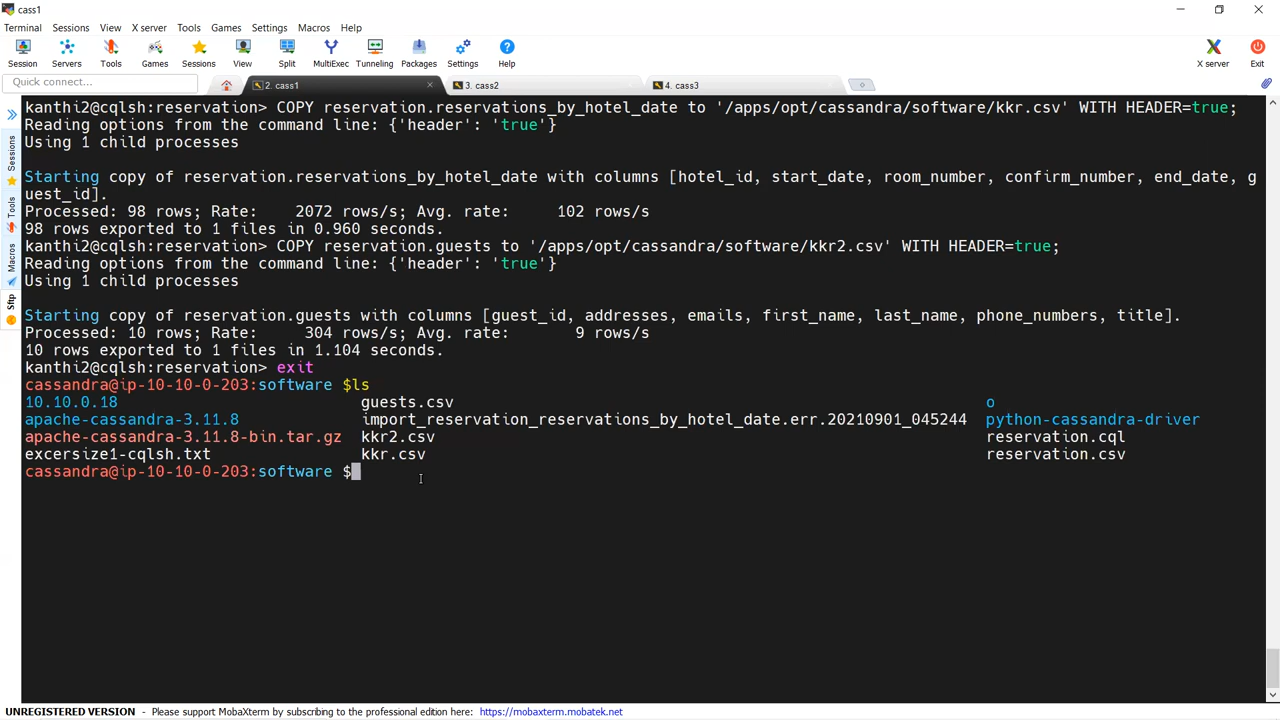 cass1
Terminal Sessions View X server Tools Games Settings Macros Help
Session Servers Tools Games Sessions View Split MultiExec Tunneling Packages Settings Help X server Exit
Quick connect...
2. cass1
3. cass2
4. cass3
Sessions
Tools
Macros
Sftp
kanthi2@cqlsh:reservation> COPY reservation.reservations_by_hotel_date to '/apps/opt/cassandra/software/kkr.csv' WITH HEADER=true;
Reading options from the command line: {'header': 'true'}
Using 1 child processes
Starting copy of reservation.reservations_by_hotel_date with columns [hotel_id, start_date, room_number, confirm_number, end_date, g
uest_id].
Processed: 98 rows; Rate:    2072 rows/s; Avg. rate:     102 rows/s
98 rows exported to 1 files in 0.960 seconds.
kanthi2@cqlsh:reservation> COPY reservation.guests to '/apps/opt/cassandra/software/kkr2.csv' WITH HEADER=true;
Reading options from the command line: {'header': 'true'}
Using 1 child processes
Starting copy of reservation.guests with columns [guest_id, addresses, emails, first_name, last_name, phone_numbers, title].
Processed: 10 rows; Rate:     304 rows/s; Avg. rate:       9 rows/s
10 rows exported to 1 files in 1.104 seconds.
kanthi2@cqlsh:reservation> exit
cassandra@ip-10-10-0-203:software $ls
10.10.0.18 guests.csv o
apache-cassandra-3.11.8 import_reservation_reservations_by_hotel_date.err.20210901_045244 python-cassandra-driver
apache-cassandra-3.11.8-bin.tar.gz kkr2.csv reservation.cql
excersize1-cqlsh.txt kkr.csv reservation.csv
cassandra@ip-10-10-0-203:software $
UNREGISTERED VERSION - Please support MobaXterm by subscribing to the professional edition here: https://mobaxterm.mobatek.net